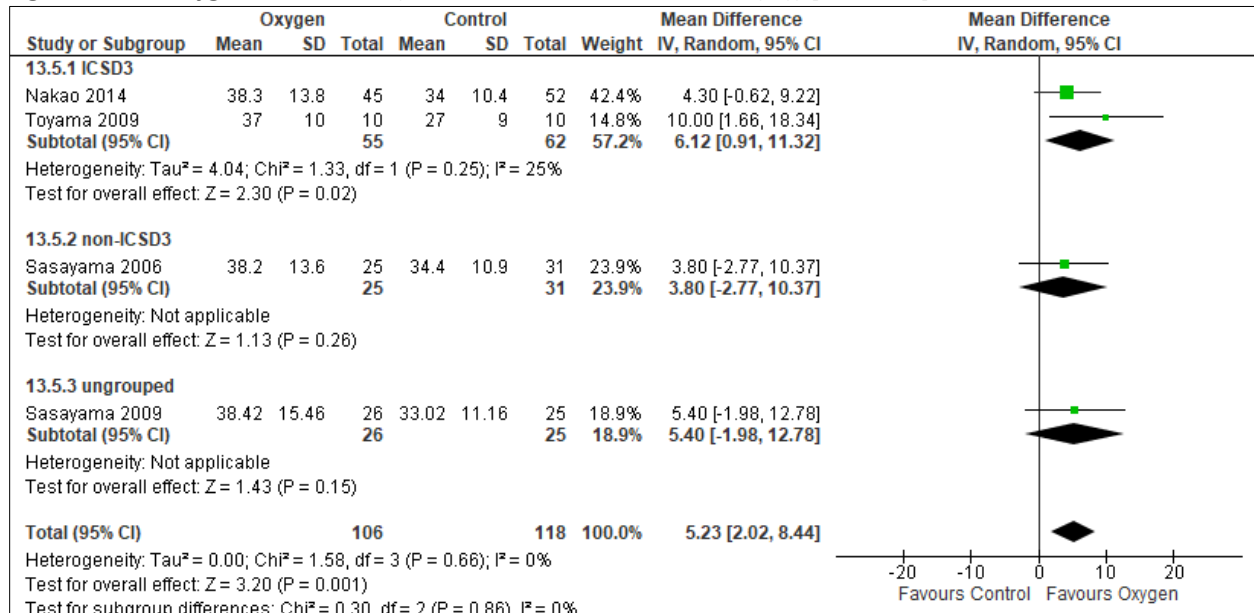 Oxygen Control Mean Difference Mean Difference
Study or Subgroup Mean SD Total Mean SD Total Weight IV, Random, 95% CI IV, Random, 95% CI
13.5.1 ICSD3
Nakao 2014 38.3 13.8 45 34 10.4 52 42.4% 4.30 [-0.62, 9.22]
Toyama 2009 37 10 10 27 9 10 14.8% 10.00 [1.66, 18.34]
Subtotal (95% CI) 55 62 57.2% 6.12 [0.91, 11.32]
Heterogeneity: Tau² = 4.04; Chi² = 1.33, df = 1 (P = 0.25); I² = 25%
Test for overall effect: Z = 2.30 (P = 0.02)
13.5.2 non-ICSD3
Sasayama 2006 38.2 13.6 25 34.4 10.9 31 23.9% 3.80 [-2.77, 10.37]
Subtotal (95% CI) 25 31 23.9% 3.80 [-2.77, 10.37]
Heterogeneity: Not applicable
Test for overall effect: Z = 1.13 (P = 0.26)
13.5.3 ungrouped
Sasayama 2009 38.42 15.46 26 33.02 11.16 25 18.9% 5.40 [-1.98, 12.78]
Subtotal (95% CI) 26 25 18.9% 5.40 [-1.98, 12.78]
Heterogeneity: Not applicable
Test for overall effect: Z = 1.43 (P = 0.15)
Total (95% CI) 106 118 100.0% 5.23 [2.02, 8.44]
Heterogeneity: Tau² = 0.00; Chi² = 1.58, df = 3 (P = 0.66); I² = 0%
Test for overall effect: Z = 3.20 (P = 0.001)
Test for subgroup differences: Chi² = 0.30, df = 2 (P = 0.86), I² = 0%
-20 -10 0 10 20
Favours Control Favours Oxygen